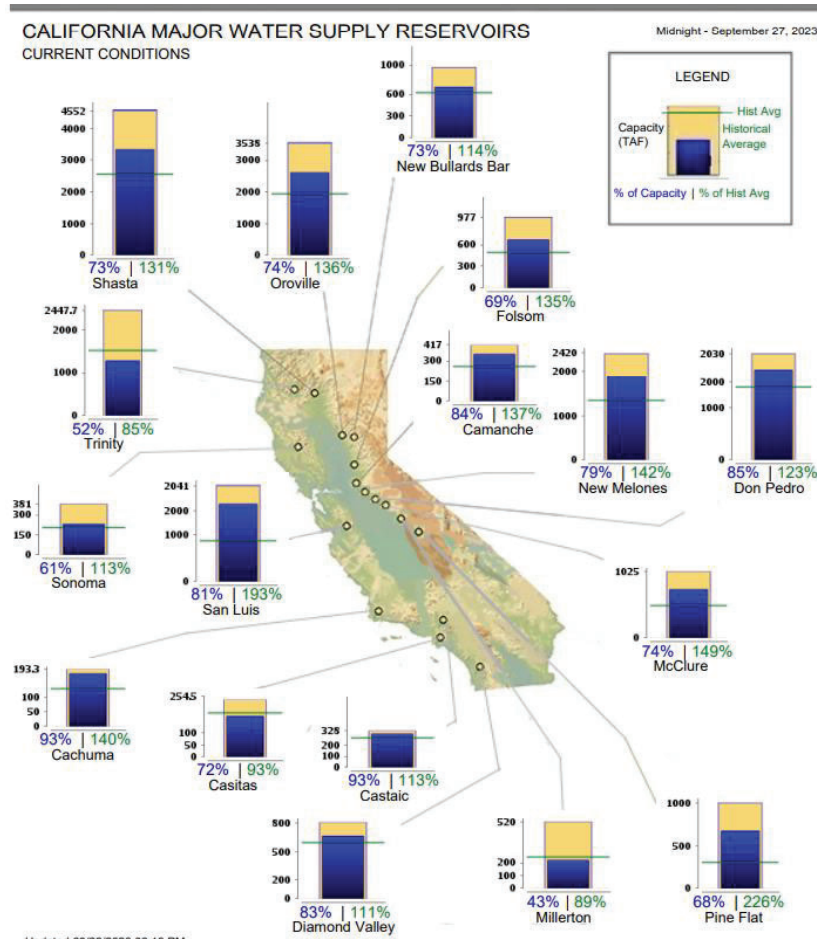 CALIFORNIA MAJOR WATER SUPPLY RESERVOIRS
CURRENT CONDITIONS
Midnight - September 27, 2023
LEGEND
Capacity
(TAF)
Hist Avg
Historical
Average
% of Capacity | % of Hist Avg
1000
600
300
0
73% | 114%
New Bullards Bar
4552
4000
3000
2000
1000
0
73% | 131%
Shasta
3538
3000
2000
1000
0
74% | 136%
Oroville
977
600
300
0
69% | 135%
Folsom
2447.7
2000
1000
0
52% | 85%
Trinity
417
300
150
0
84% | 137%
Camanche
2420
2000
1000
0
79% | 142%
New Melones
2030
2000
1000
0
85% | 123%
Don Pedro
381
300
150
0
61% | 113%
Sonoma
2041
2000
1000
0
81% | 193%
San Luis
1025
0
74% | 149%
McClure
193.3
100
50
0
93% | 140%
Cachuma
254.5
100
50
0
72% | 93%
Casitas
325
200
100
0
93% | 113%
Castaic
800
500
0
83% | 111%
Diamond Valley
520
200
100
0
43% | 89%
Millerton
1000
500
0
68% | 226%
Pine Flat